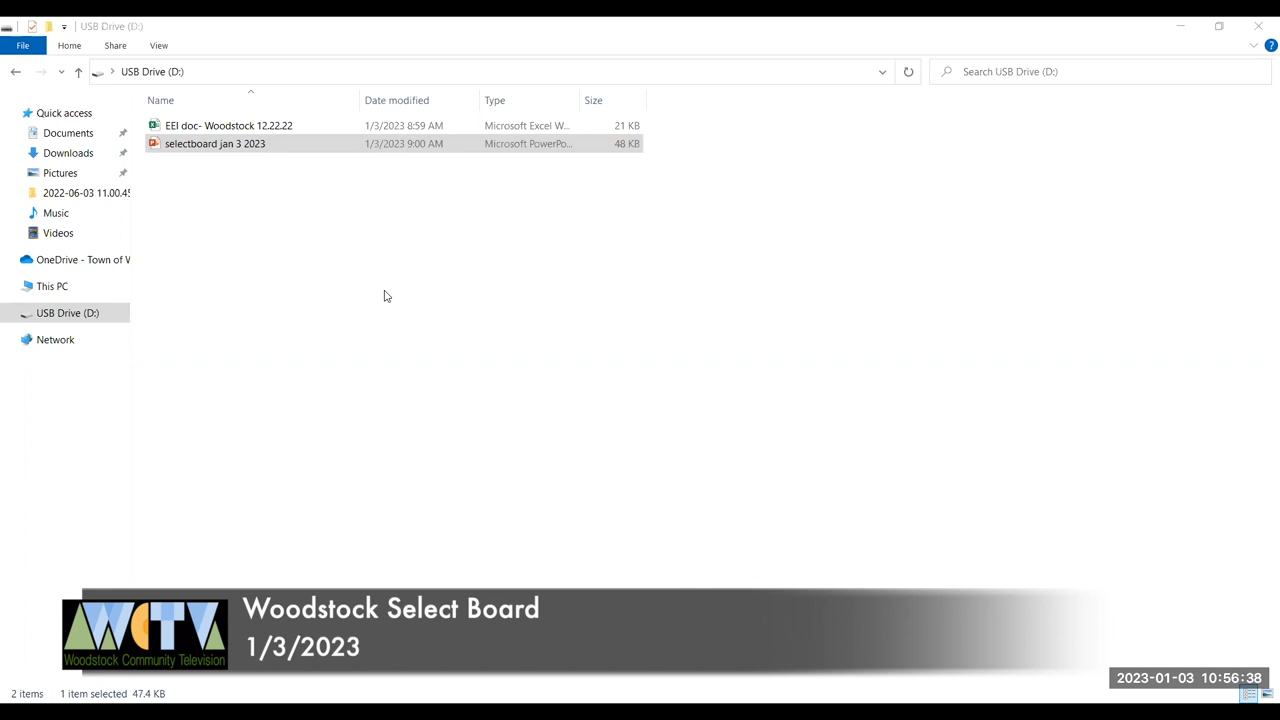 USB Drive (D:)
File Home Share View
USB Drive (D:)
Search USB Drive (D:)
Name Date modified Type Size
Quick access
EEI doc- Woodstock 12.22.22 1/3/2023 8:59 AM Microsoft Excel W... 21 KB
Documents
selectboard jan 3 2023 1/3/2023 9:00 AM Microsoft PowerPo... 48 KB
Downloads
Pictures
2022-06-03 11.00.45
Music
Videos
OneDrive - Town of W
This PC
USB Drive (D:)
Network
Woodstock Select Board
1/3/2023
WCTV
Woodstock Community Television
2023-01-03 10:56:38
2 items 1 item selected 47.4 KB